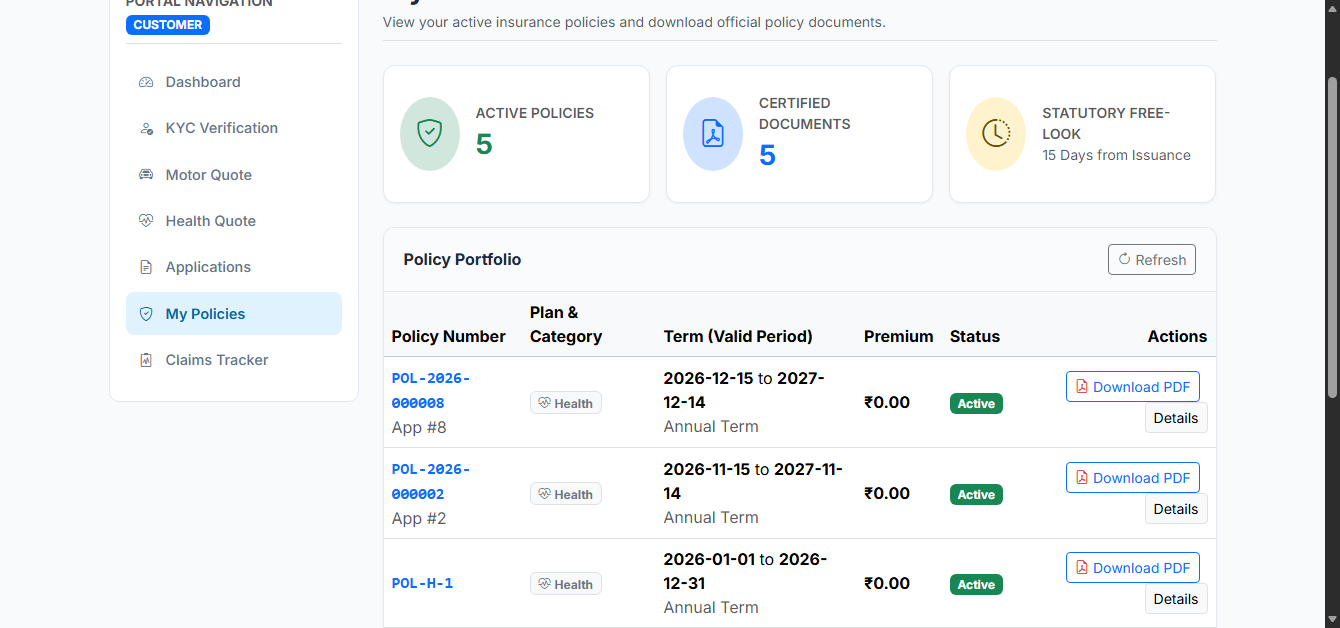 PORTAL NAVIGATION
CUSTOMER
Dashboard
KYC Verification
Motor Quote
Health Quote
Applications
My Policies
Claims Tracker
View your active insurance policies and download official policy documents.
ACTIVE POLICIES
5
CERTIFIED
DOCUMENTS
5
STATUTORY FREE-
LOOK
15 Days from Issuance
Policy Portfolio
Refresh
Policy Number
Plan &
Category
Term (Valid Period)
Premium
Status
Actions
POL-2026-
000008
App #8
Health
2026-12-15 to 2027-
12-14
Annual Term
₹0.00
Active
Download PDF
Details
POL-2026-
000002
App #2
Health
2026-11-15 to 2027-11-
14
Annual Term
₹0.00
Active
Download PDF
Details
POL-H-1
Health
2026-01-01 to 2026-
12-31
Annual Term
₹0.00
Active
Download PDF
Details